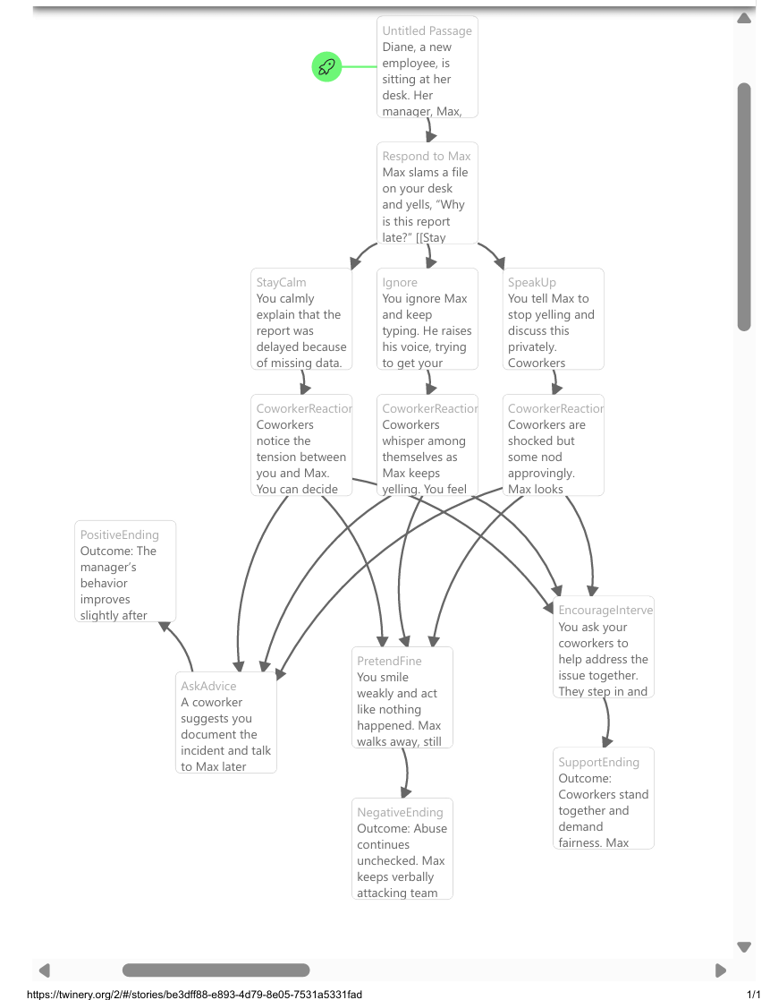 Untitled Passage
Diane, a new
employee, is
sitting at her
desk. Her
manager, Max,
Respond to Max
Max slams a file
on your desk
and yells, “Why
is this report
late?” [[Stay
StayCalm
You calmly
explain that the
report was
delayed because
of missing data.
Ignore
You ignore Max
and keep
typing. He raises
his voice, trying
to get your
SpeakUp
You tell Max to
stop yelling and
discuss this
privately.
Coworkers
CoworkerReaction
Coworkers
notice the
tension between
you and Max.
You can decide
CoworkerReaction
Coworkers
whisper among
themselves as
Max keeps
yelling. You feel
CoworkerReaction
Coworkers are
shocked but
some nod
approvingly.
Max looks
PositiveEnding
Outcome: The
manager’s
behavior
improves
slightly after
EncourageInterve
You ask your
coworkers to
help address the
issue together.
They step in and
AskAdvice
A coworker
suggests you
document the
incident and talk
to Max later
PretendFine
You smile
weakly and act
like nothing
happened. Max
walks away, still
SupportEnding
Outcome:
Coworkers stand
together and
demand
fairness. Max
NegativeEnding
Outcome: Abuse
continues
unchecked. Max
keeps verbally
attacking team
https://twinery.org/2/#/stories/be3dff88-e893-4d79-8e05-7531a5331fad
1/1